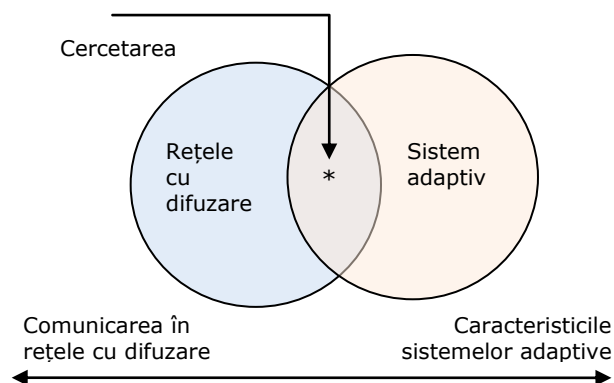 Cercetarea
Rețele
cu
difuzare
*
Sistem
adaptiv
Comunicarea în
rețele cu difuzare
Caracteristicile
sistemelor adaptive